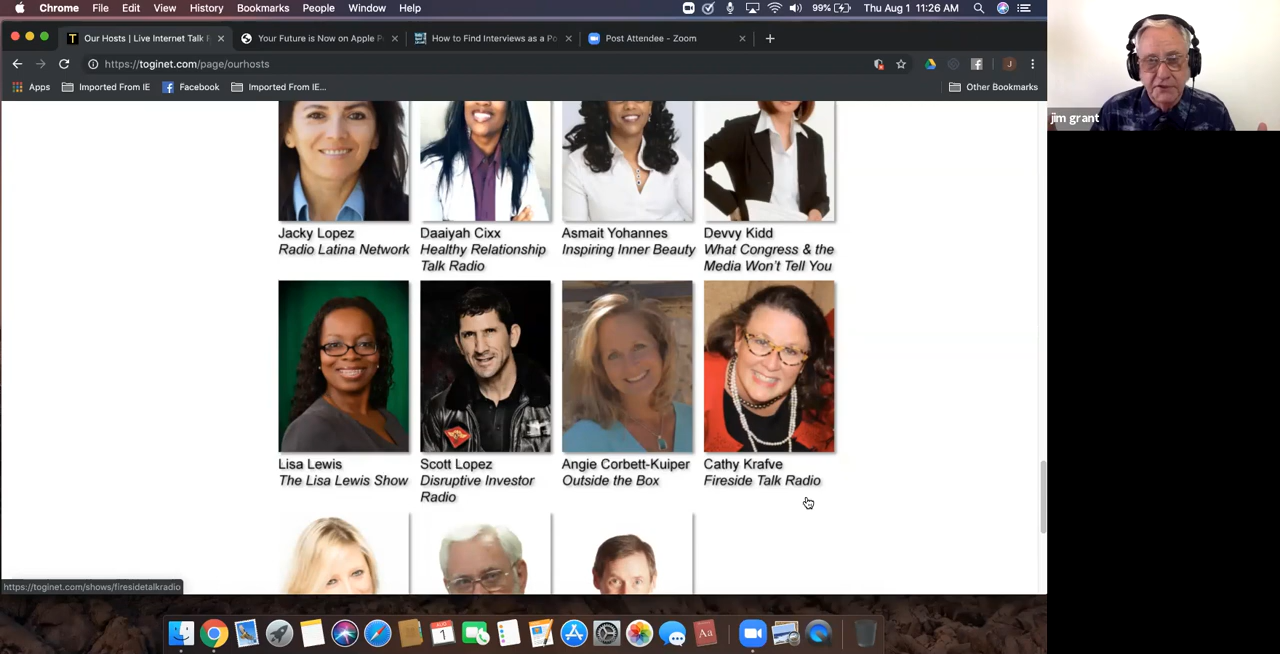 Chrome File Edit View History Bookmarks People Window Help 99% Thu Aug 1 11:26 AM
Our Hosts | Live Internet Talk Your Future is Now on Apple P How to Find Interviews as a Po Post Attendee - Zoom
https://toginet.com/page/ourhosts
Apps Imported From IE Facebook Imported From IE... Other Bookmarks
jim grant
Jacky Lopez
Radio Latina Network
Daaiyah Cixx
Healthy Relationship
Talk Radio
Asmait Yohannes
Inspiring Inner Beauty
Devvy Kidd
What Congress & the
Media Won't Tell You
Lisa Lewis
The Lisa Lewis Show
Scott Lopez
Disruptive Investor
Radio
Angie Corbett-Kuiper
Outside the Box
Cathy Krafve
Fireside Talk Radio
https://toginet.com/shows/firesidetalkradio